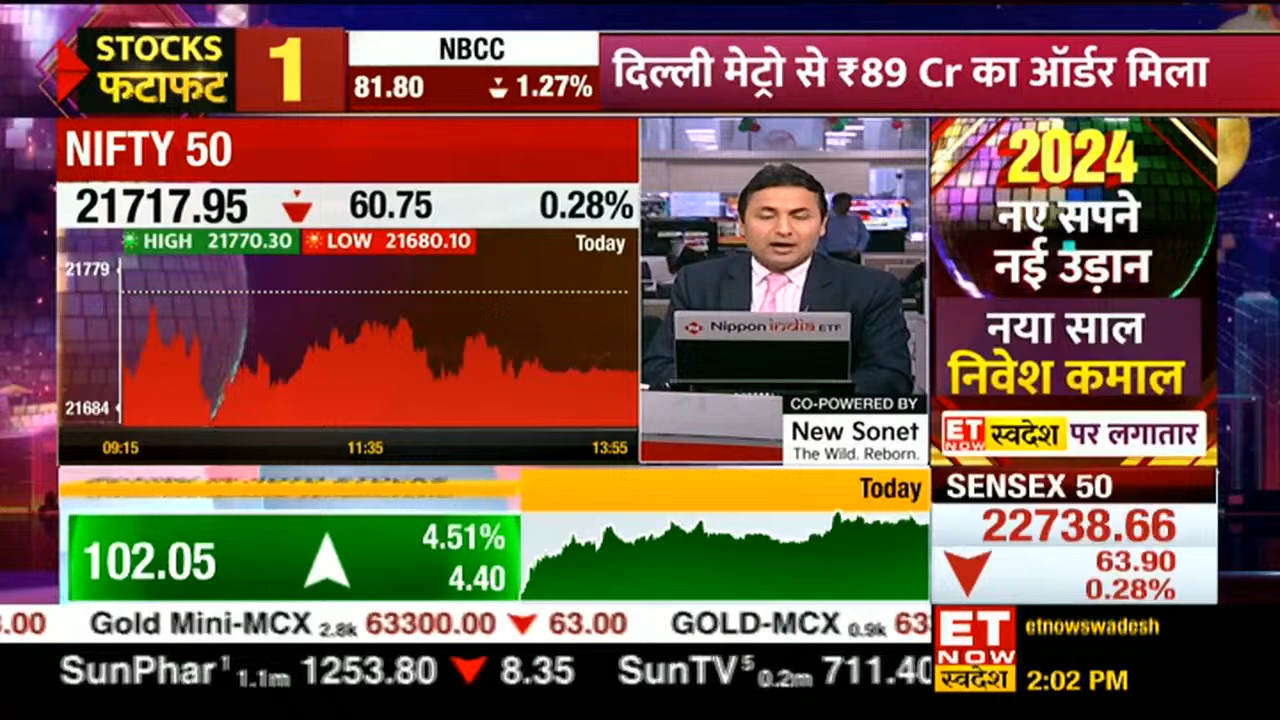 STOCKS
फटाफट
1
NBCC
81.80 1.27%
दिल्ली मेट्रो से ₹89 Cr का ऑर्डर मिला
NIFTY 50
21717.95 60.75 0.28%
HIGH 21770.30 LOW 21680.10 Today
21779
21684
09:15 11:35 13:55
Nippon india ETF
CO-POWERED BY
New Sonet
The Wild. Reborn.
2024
नए सपने
नई उड़ान
नया साल
निवेश कमाल
ET NOW स्वदेश पर लगातार
Today
102.05
4.51%
4.40
SENSEX 50
22738.66
63.90
0.28%
3.00 Gold Mini-MCX 2.8k 63300.00 63.00 GOLD-MCX 0.9k 63
SunPhar 1 1.1m 1253.80 8.35 SunTV 5 0.2m 711.40
ET
NOW
स्वदेश
etnowswadesh
2:02 PM